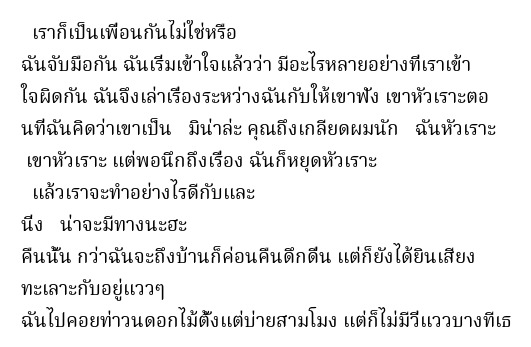 เราก็เป็นเพื่อนกันไม่ใช่หรือ
ฉันจับมือกัน ฉันเริ่มเข้าใจแล้วว่า มีอะไรหลายอย่างที่เราเข้า
ใจผิดกัน ฉันจึงเล่าเรื่องระหว่างฉันกับให้เขาฟัง เขาหัวเราะตอ
นที่ฉันคิดว่าเขาเป็น มิน่าล่ะ คุณถึงเกลียดผมนัก ฉันหัวเราะ
เขาหัวเราะ แต่พอนึกถึงเรื่อง ฉันก็หยุดหัวเราะ
แล้วเราจะทำอย่างไรดีกับและ
นึ่ง น่าจะมีทางนะฮะ
คืนนั้น กว่าฉันจะถึงบ้านก็ค่อนคืนดึกดื่น แต่ก็ยังได้ยินเสียง
ทะเลาะกับอยู่แววๆ
ฉันไปคอยท่าวนดอกไม้ตั้งแต่บ่ายสามโมง แต่ก็ไม่มีวี่แววบางทีเธ